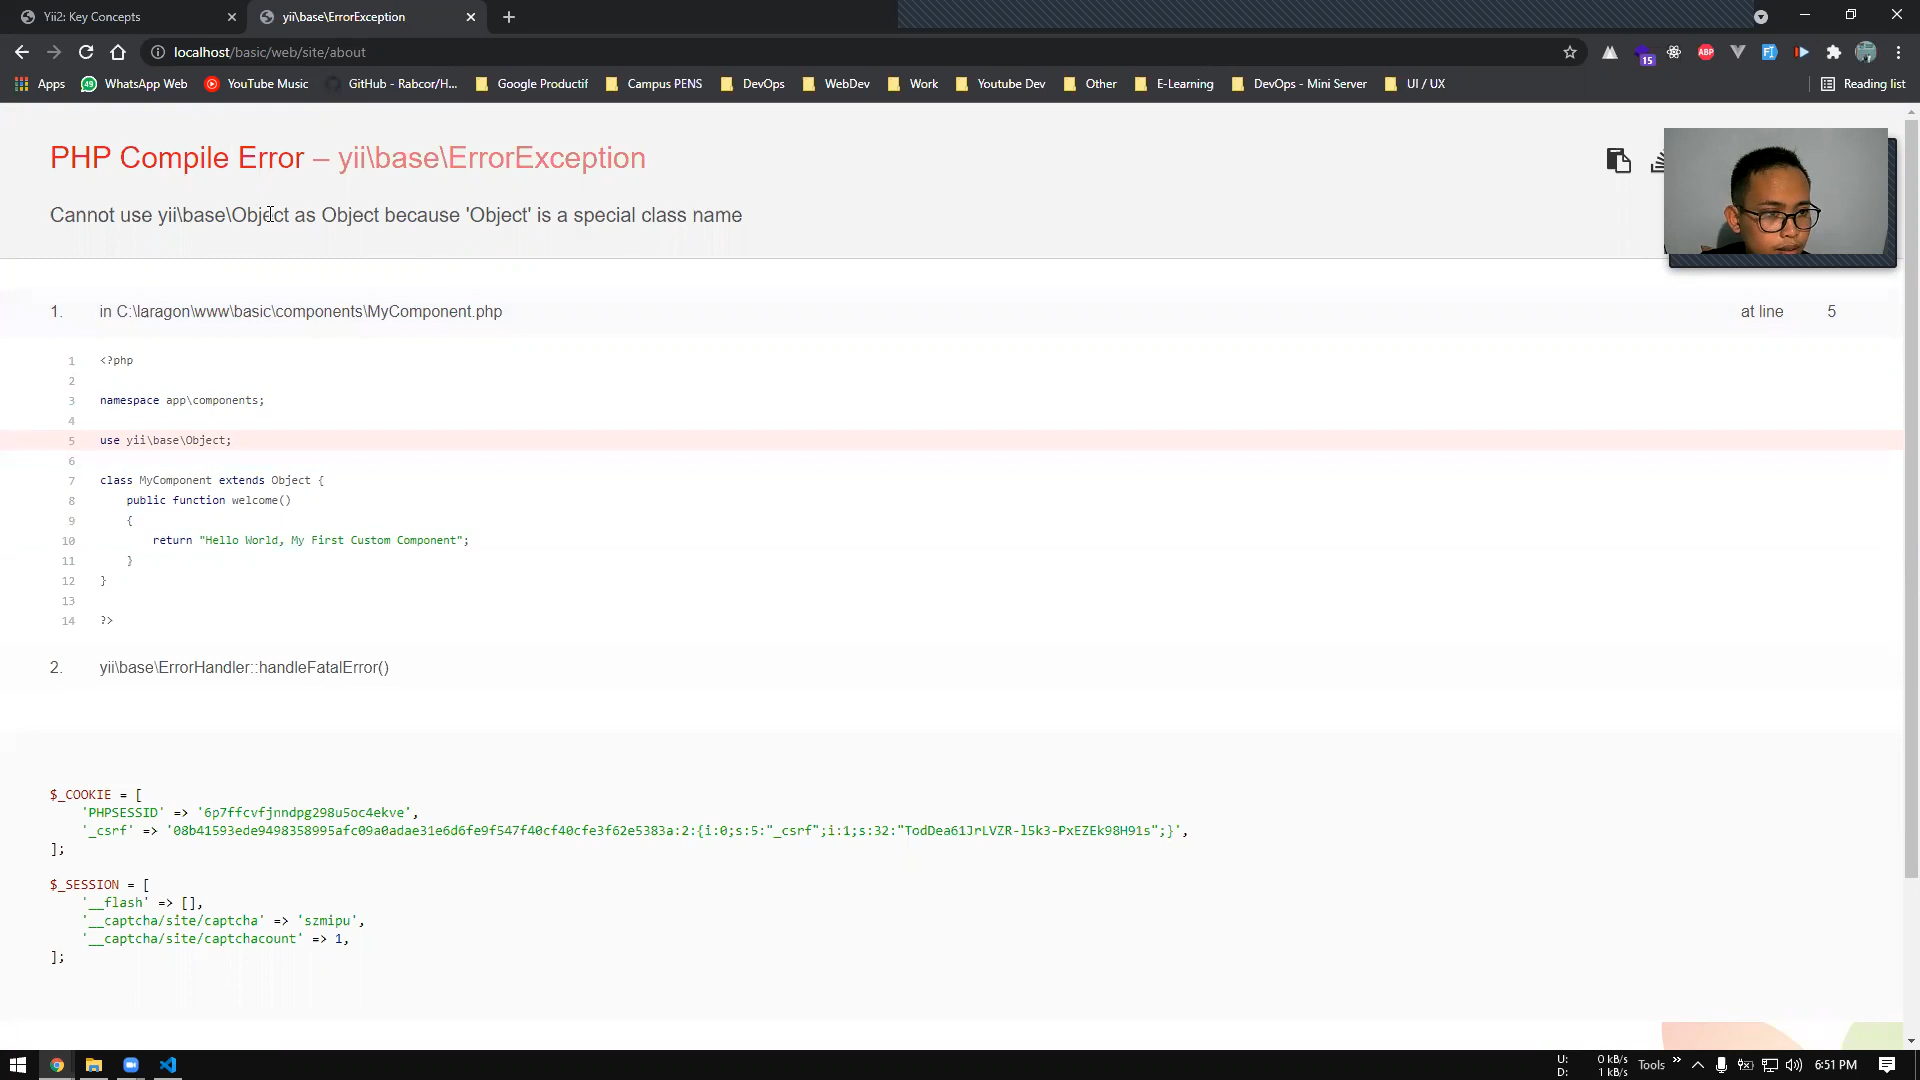 Yii2: Key Concepts
yii\base\ErrorException
localhost/basic/web/site/about
15
ABP
Apps
49
WhatsApp Web
YouTube Music
GitHub - Rabcor/H...
Google Productif
Campus PENS
DevOps
WebDev
Work
Youtube Dev
Other
E-Learning
DevOps - Mini Server
UI / UX
Reading list
PHP Compile Error – yii\base\ErrorException
Cannot use yii\base\Object as Object because 'Object' is a special class name
1. in C:\laragon\www\basic\components\MyComponent.php at line 5
1 <?php
2
3 namespace app\components;
4
5 use yii\base\Object;
6
7 class MyComponent extends Object {
8 public function welcome()
9 {
10 return "Hello World, My First Custom Component";
11 }
12 }
13
14 ?>
2. yii\base\ErrorHandler::handleFatalError()
$_COOKIE = [
'PHPSESSID' => '6p7ffcvfjnndpg298u5oc4ekve',
'_csrf' => '08b41593ede9498358995afc09a0adae31e6d6fe9f547f40cf40cfe3f62e5383a:2:{i:0;s:5:"_csrf";i:1;s:32:"TodDea61JrLVZR-l5k3-PxEZEk98H91s";}',
];
$_SESSION = [
'__flash' => [],
'__captcha/site/captcha' => 'szmipu',
'__captcha/site/captchacount' => 1,
];
U: 0 kB/s
D: 1 kB/s
Tools
6:51 PM